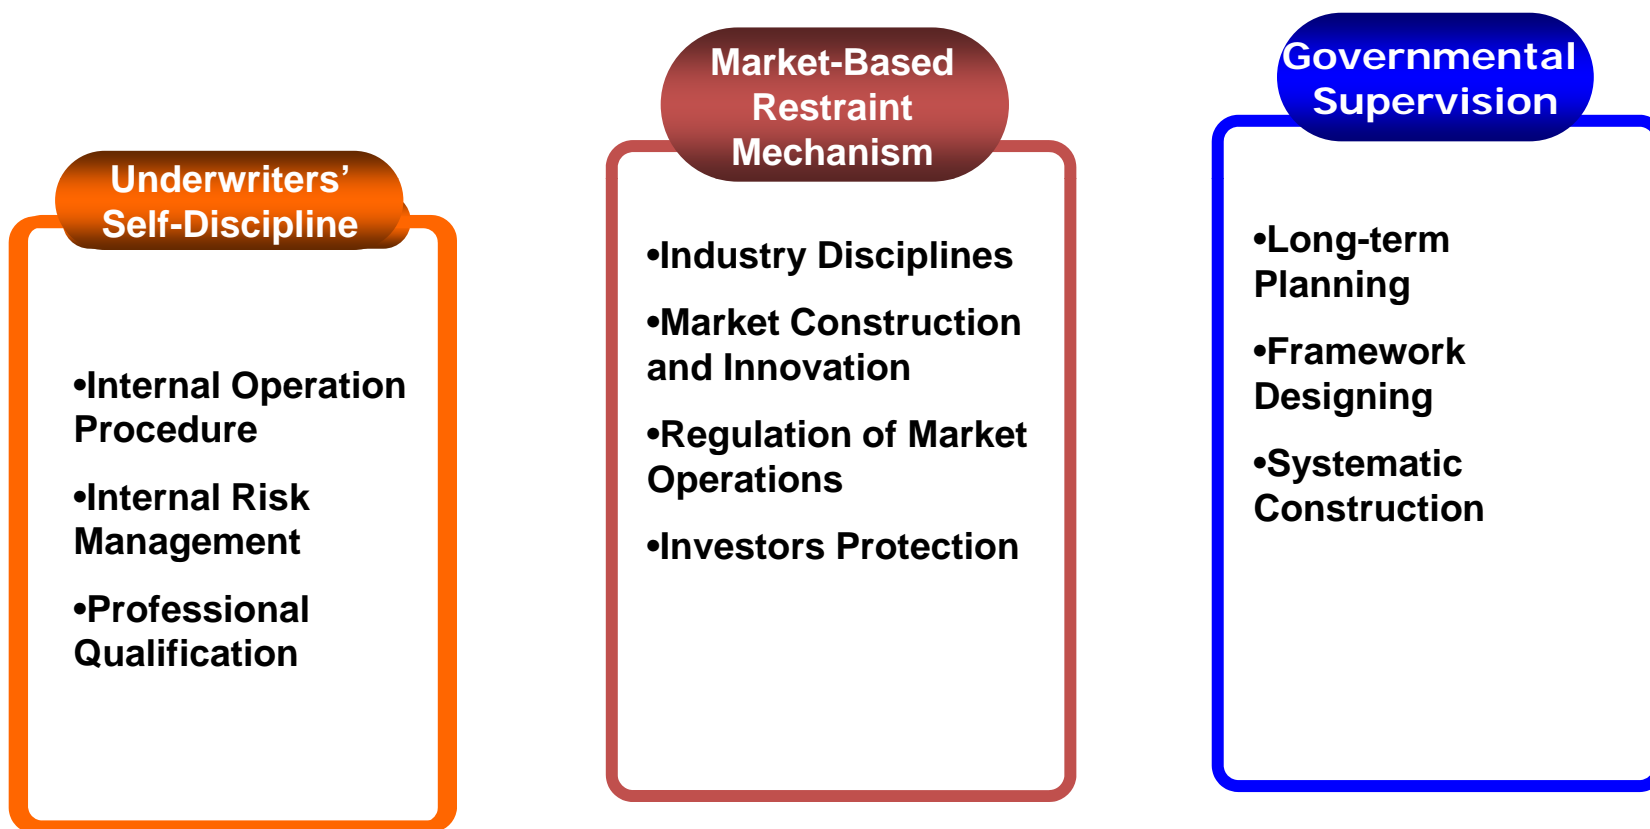 Underwriters’
Self-Discipline
•Internal Operation
Procedure
•Internal Risk
Management
•Professional
Qualification
Market-Based
Restraint
Mechanism
•Industry Disciplines
•Market Construction
and Innovation
•Regulation of Market
Operations
•Investors Protection
Governmental
Supervision
•Long-term
Planning
•Framework
Designing
•Systematic
Construction